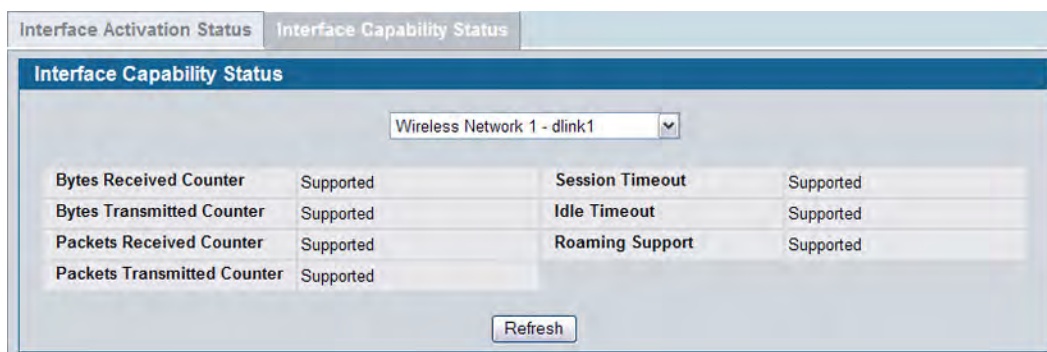 Interface Activation Status Interface Capability Status
Interface Capability Status
Wireless Network 1 - dlink1
Bytes Received Counter Supported Session Timeout Supported
Bytes Transmitted Counter Supported Idle Timeout Supported
Packets Received Counter Supported Roaming Support Supported
Packets Transmitted Counter Supported
Refresh